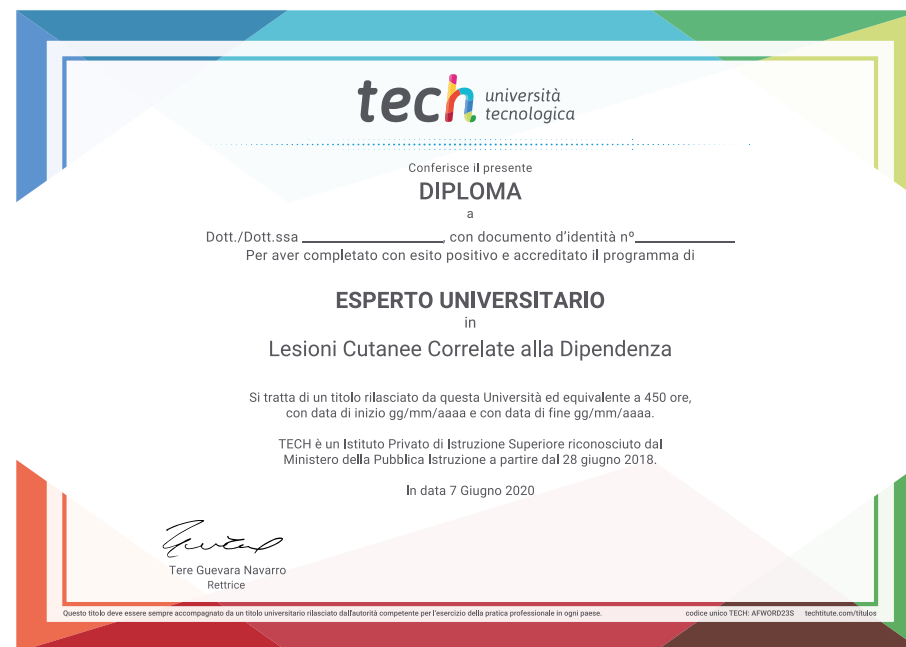 tech università
tecnologica
Conferisce il presente
DIPLOMA
a
Dott./Dott.ssa ____________, con documento d'identità nº____________
Per aver completato con esito positivo e accreditato il programma di
ESPERTO UNIVERSITARIO
in
Lesioni Cutanee Correlate alla Dipendenza
Si tratta di un titolo rilasciato da questa Università ed equivalente a 450 ore,
con data di inizio gg/mm/aaaa e con data di fine gg/mm/aaaa.
TECH è un Istituto Privato di Istruzione Superiore riconosciuto dal
Ministero della Pubblica Istruzione a partire dal 28 giugno 2018.
In data 7 Giugno 2020
Tere Guevara Navarro
Rettrice
Questo titolo deve essere sempre accompagnato da un titolo universitario rilasciato dall'autorità competente per l'esercizio della pratica professionale in ogni paese. codice unico TECH: AFWORD23S techtitute.com/titulos